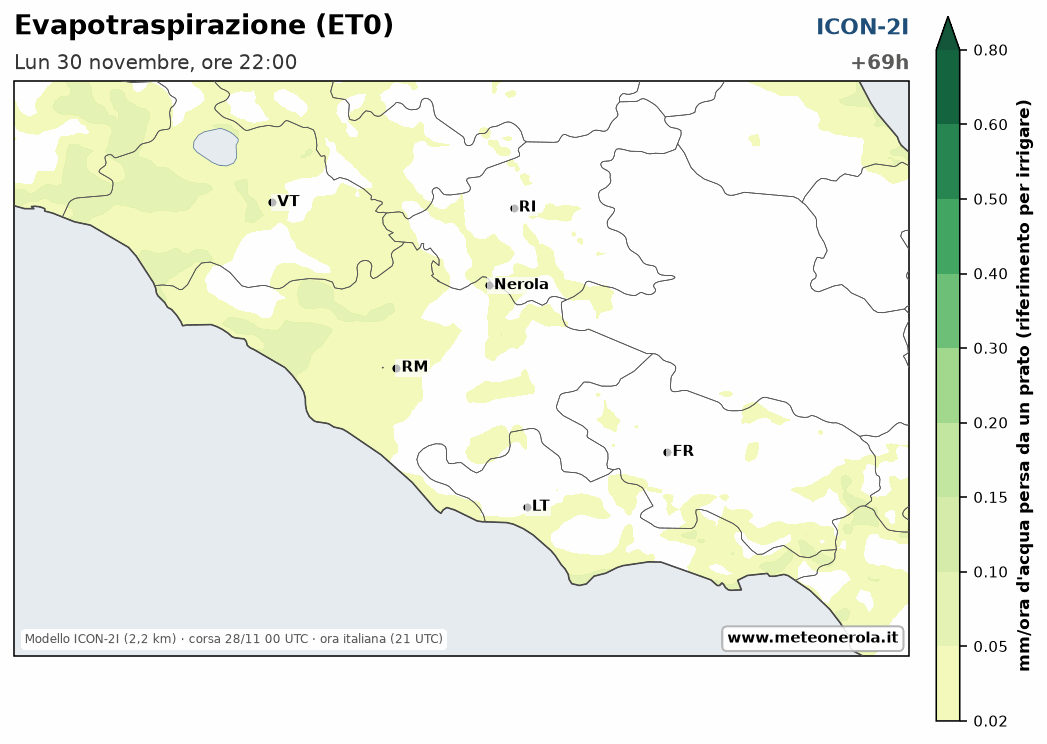 Evapotraspirazione (ET0)
ICON-2I
Lun 30 novembre, ore 22:00
+69h
VT
RI
Nerola
RM
FR
LT
Modello ICON-2I (2,2 km) · corsa 28/11 00 UTC · ora italiana (21 UTC)
www.meteonerola.it
0.80
0.60
0.50
0.40
0.30
0.20
0.15
0.10
0.05
0.02
mm/ora d'acqua persa da un prato (riferimento per irrigare)